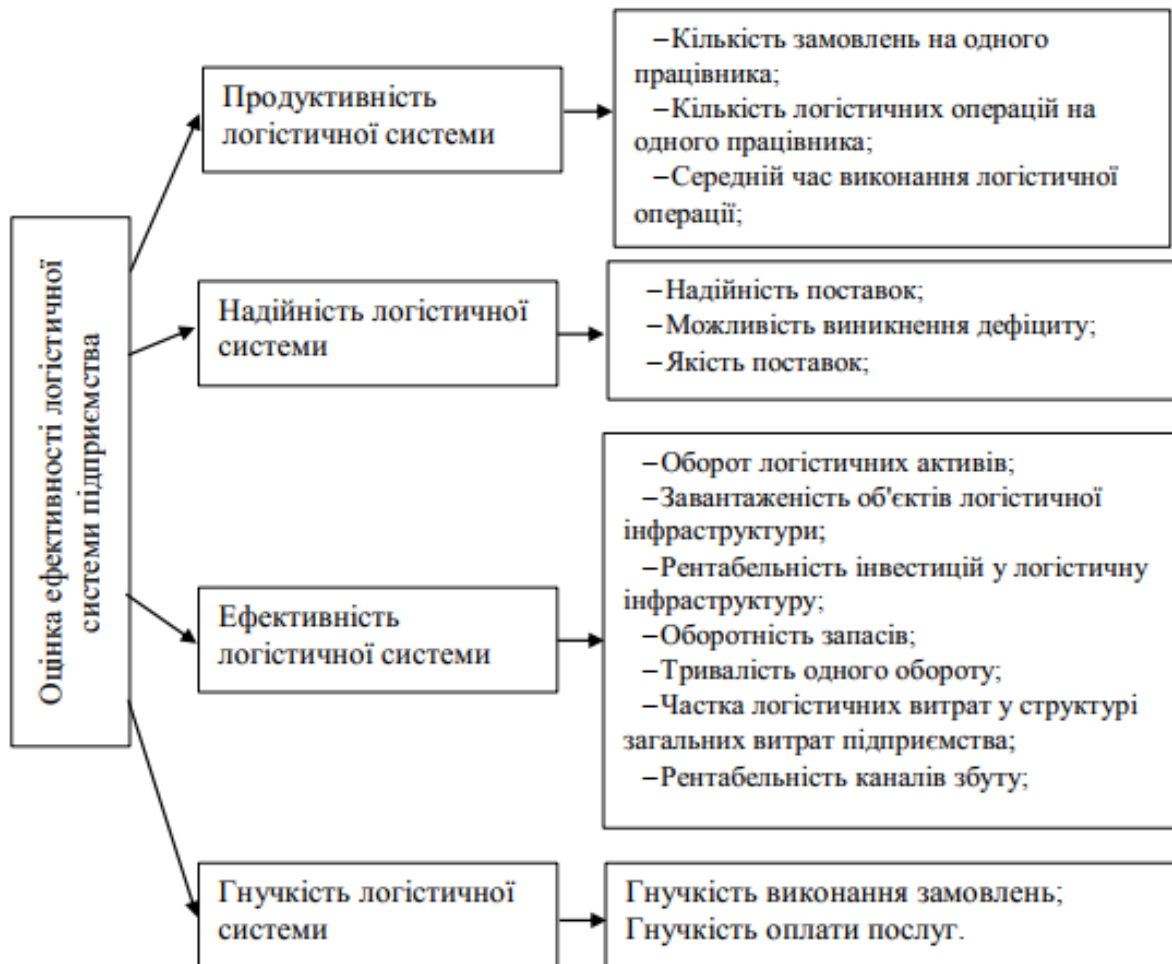 Оцінка ефективності логістичної
системи підприємства
Продуктивність
логістичної системи
–Кількість замовлень на одного
працівника;
–Кількість логістичних операцій на
одного працівника;
–Середній час виконання логістичної
операції;
Надійність логістичної
системи
–Надійність поставок;
–Можливість виникнення дефіциту;
–Якість поставок;
Ефективність
логістичної системи
–Оборот логістичних активів;
–Завантаженість об'єктів логістичної
інфраструктури;
–Рентабельність інвестицій у логістичну
інфраструктуру;
–Оборотність запасів;
–Тривалість одного обороту;
–Частка логістичних витрат у структурі
загальних витрат підприємства;
–Рентабельність каналів збуту;
Гнучкість логістичної
системи
Гнучкість виконання замовлень;
Гнучкість оплати послуг.